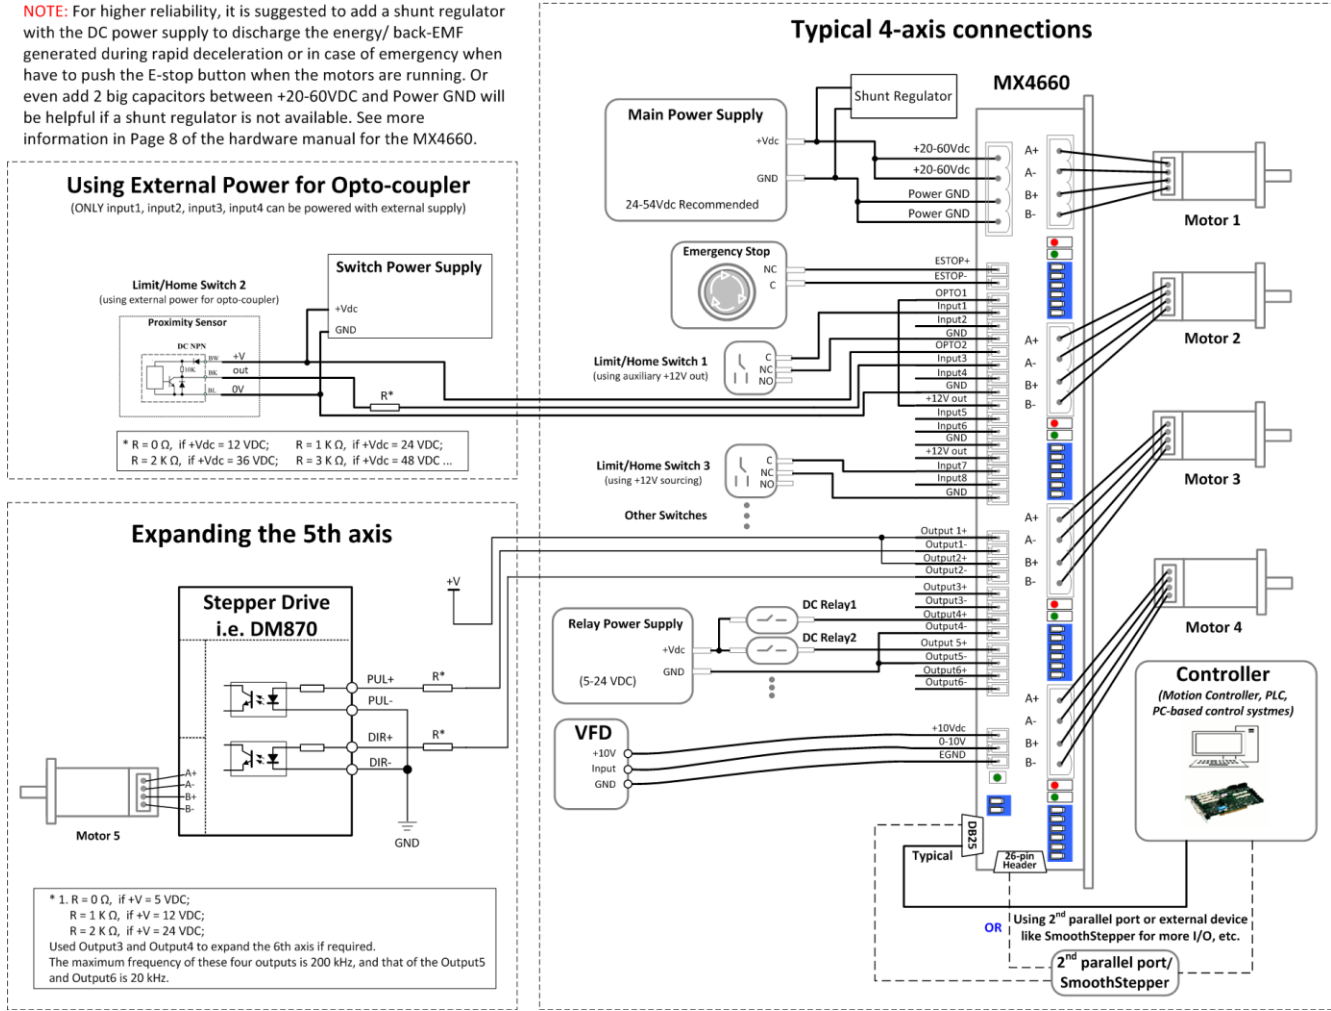 NOTE: For higher reliability, it is suggested to add a shunt regulator
with the DC power supply to discharge the energy/ back-EMF
generated during rapid deceleration or in case of emergency when
have to push the E-stop button when the motors are running. Or
even add 2 big capacitors between +20-60VDC and Power GND will
be helpful if a shunt regulator is not available. See more
information in Page 8 of the hardware manual for the MX4660.
Using External Power for Opto-coupler
(ONLY input1, input2, input3, input4 can be powered with external supply)
Switch Power Supply
+Vdc
GND
Limit/Home Switch 2
(using external power for opto-coupler)
Proximity Sensor
DC NPN
10K
BW
+V
BK
out
BL
0V
R*
* R = 0 Ω, if +Vdc = 12 VDC; R = 1 K Ω, if +Vdc = 24 VDC;
R = 2 K Ω, if +Vdc = 36 VDC; R = 3 K Ω, if +Vdc = 48 VDC ...
Expanding the 5th axis
Stepper Drive
i.e. DM870
+V
PUL+
R*
PUL-
DIR+
R*
DIR-
GND
A+
A-
B+
B-
Motor 5
* 1. R = 0 Ω, if +V = 5 VDC;
R = 1 K Ω, if +V = 12 VDC;
R = 2 K Ω, if +V = 24 VDC;
Used Output3 and Output4 to expand the 6th axis if required.
The maximum frequency of these four outputs is 200 kHz, and that of the Output5
and Output6 is 20 kHz.
Typical 4-axis connections
MX4660
Shunt Regulator
Main Power Supply
+Vdc
GND
24-54Vdc Recommended
+20-60Vdc
+20-60Vdc
Power GND
Power GND
Emergency Stop
NC
C
ESTOP+
ESTOP-
OPTO1
Input1
Input2
GND
OPTO2
Input3
Input4
GND
+12V out
Input5
Input6
GND
+12V out
Input7
Input8
GND
Limit/Home Switch 1
(using auxiliary +12V out)
C
NC
NO
Limit/Home Switch 3
(using +12V sourcing)
C
NC
NO
Other Switches
Output 1+
Output1-
Output2+
Output2-
Output3+
Output3-
Output4+
Output4-
Output 5+
Output5-
Output6+
Output6-
Relay Power Supply
+Vdc
GND
(5-24 VDC)
DC Relay1
DC Relay2
VFD
+10V
Input
GND
+10Vdc
0-10V
EGND
A+
A-
B+
B-
Motor 1
A+
A-
B+
B-
Motor 2
A+
A-
B+
B-
Motor 3
A+
A-
B+
B-
Motor 4
Controller
(Motion Controller, PLC,
PC-based control systmes)
DB25
Typical
26-pin
Header
OR
Using 2nd parallel port or external device
like SmoothStepper for more I/O, etc.
2nd parallel port/
SmoothStepper